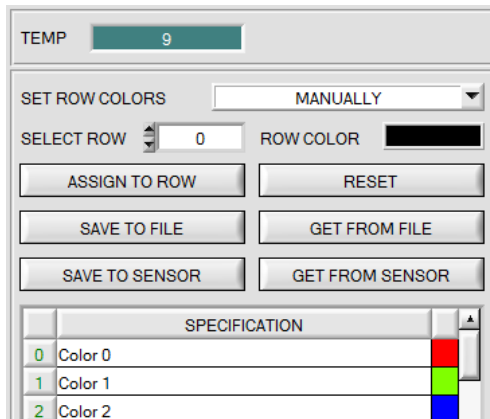 TEMP 9
SET ROW COLORS MANUALLY
SELECT ROW 0 ROW COLOR
ASSIGN TO ROW RESET
SAVE TO FILE GET FROM FILE
SAVE TO SENSOR GET FROM SENSOR
SPECIFICATION
0 Color 0
1 Color 1
2 Color 2